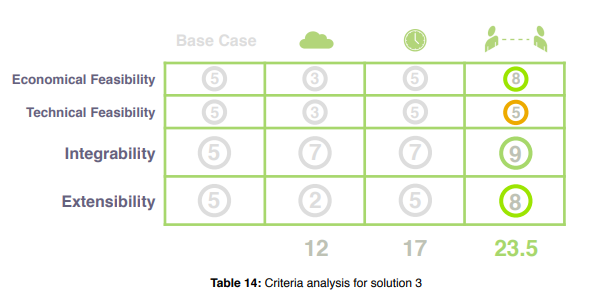 Base Case
Economical Feasibility 5 3 5 8
Technical Feasibility 5 3 5 5
Integrability 5 7 7 9
Extensibility 5 2 5 8
12 17 23.5
Table 14: Criteria analysis for solution 3